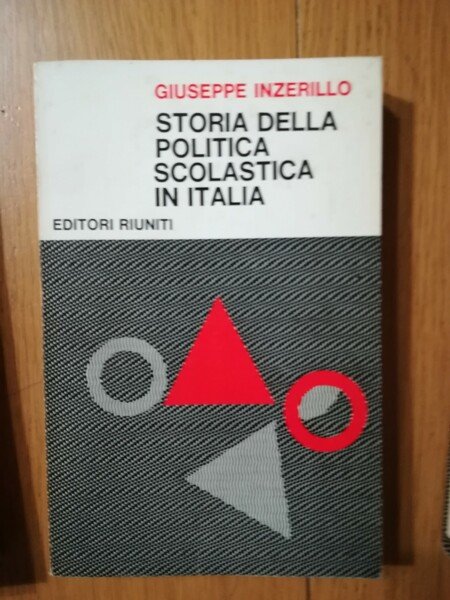 GIUSEPPE INZERILLO
STORIA DELLA
POLITICA
SCOLASTICA
IN ITALIA
EDITORI RIUNITI